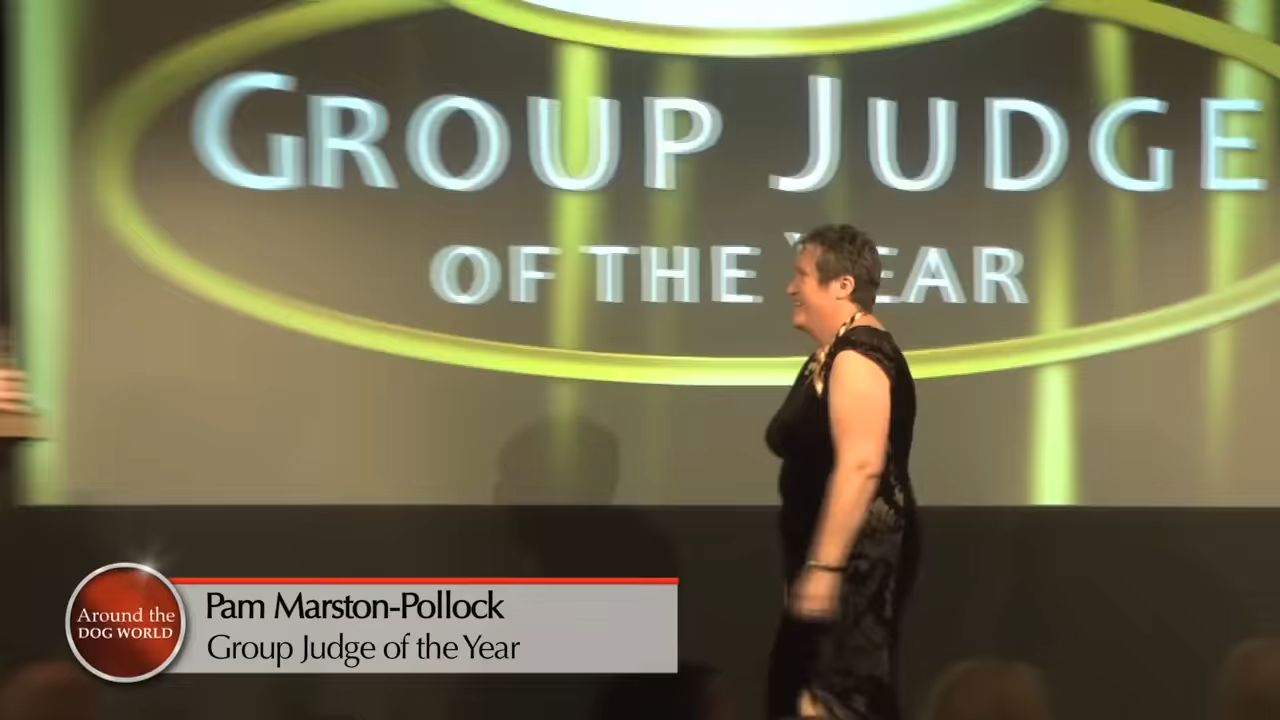 GROUP JUDGE
OF THE YEAR
Around the
DOG WORLD
Pam Marston-Pollock
Group Judge of the Year